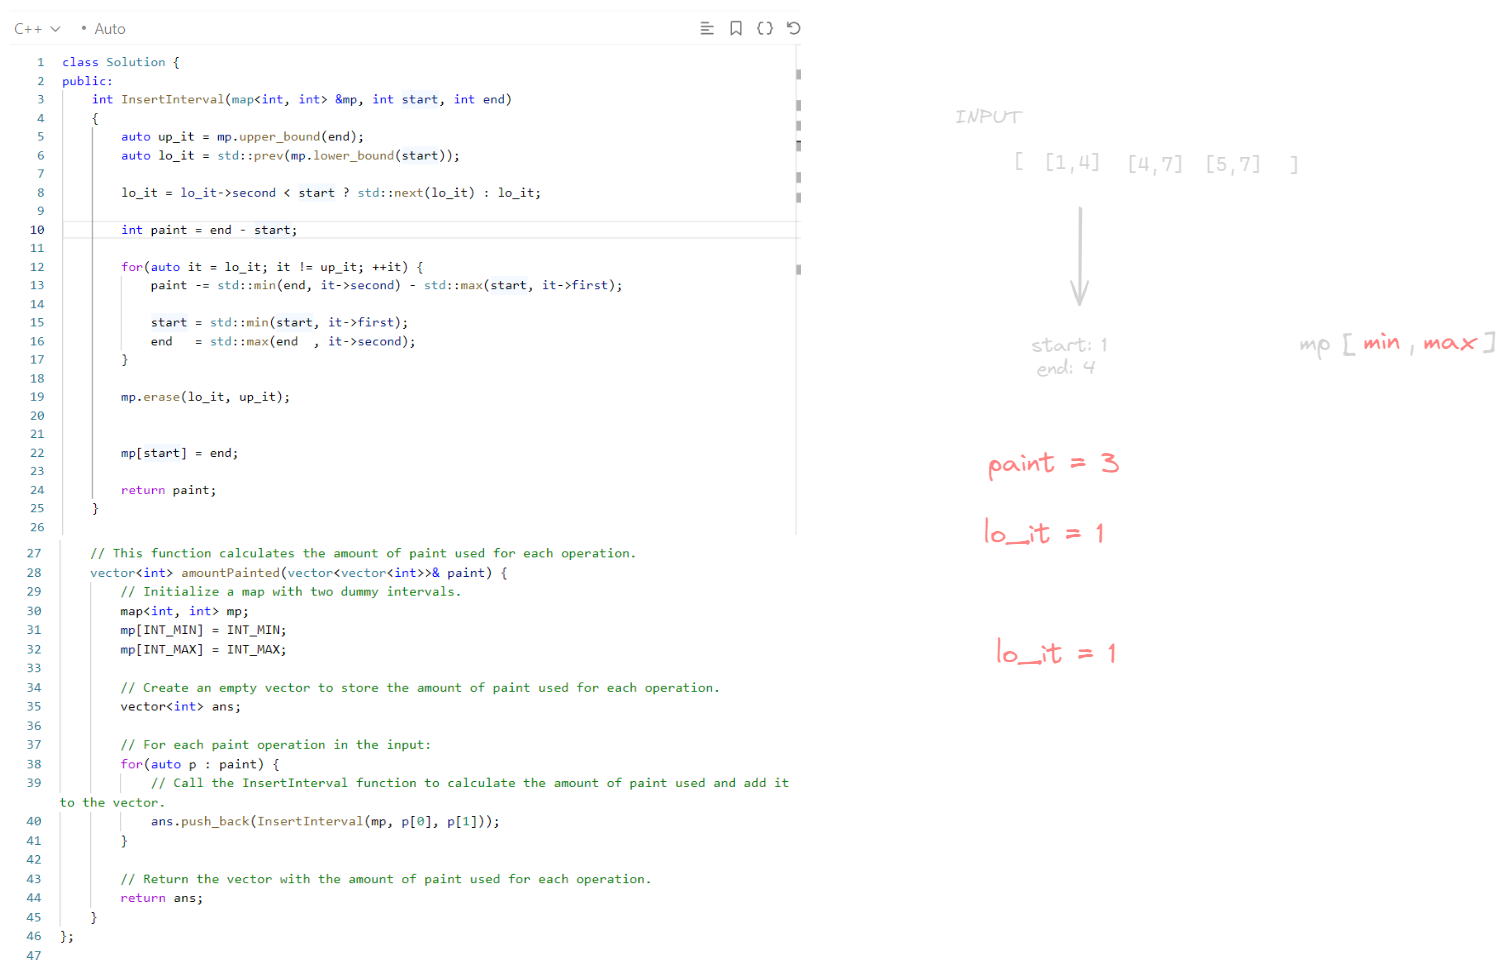 C++ • Auto
1 class Solution {
2 public:
3 int InsertInterval(map<int, int> &mp, int start, int end)
4 {
5 auto up_it = mp.upper_bound(end);
6 auto lo_it = std::prev(mp.lower_bound(start));
7
8 lo_it = lo_it->second < start ? std::next(lo_it) : lo_it;
9
10 int paint = end - start;
11
12 for(auto it = lo_it; it != up_it; ++it) {
13 paint -= std::min(end, it->second) - std::max(start, it->first);
14
15 start = std::min(start, it->first);
16 end   = std::max(end  , it->second);
17 }
18
19 mp.erase(lo_it, up_it);
20
21
22 mp[start] = end;
23
24 return paint;
25 }
26
27 // This function calculates the amount of paint used for each operation.
28 vector<int> amountPainted(vector<vector<int>>& paint) {
29 // Initialize a map with two dummy intervals.
30 map<int, int> mp;
31 mp[INT_MIN] = INT_MIN;
32 mp[INT_MAX] = INT_MAX;
33
34 // Create an empty vector to store the amount of paint used for each operation.
35 vector<int> ans;
36
37 // For each paint operation in the input:
38 for(auto p : paint) {
39 // Call the InsertInterval function to calculate the amount of paint used and add it
to the vector.
40 ans.push_back(InsertInterval(mp, p[0], p[1]));
41 }
42
43 // Return the vector with the amount of paint used for each operation.
44 return ans;
45 }
46 };
47
INPUT
[ [1,4] [4,7] [5,7] ]
start: 1
end: 4
mp [ min , max ]
paint = 3
lo_it = 1
lo_it = 1